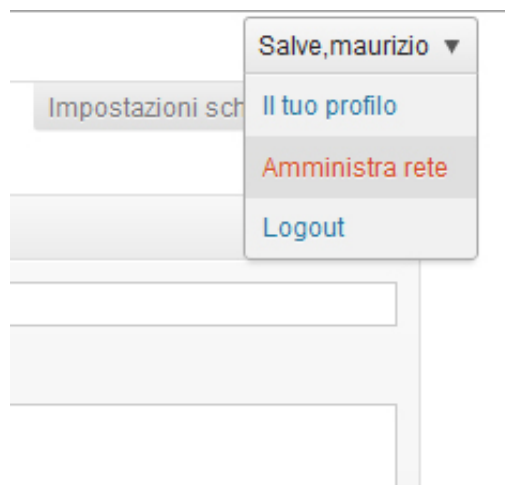 Salve,maurizio ▼
Impostazioni sch
Il tuo profilo
Amministra rete
Logout